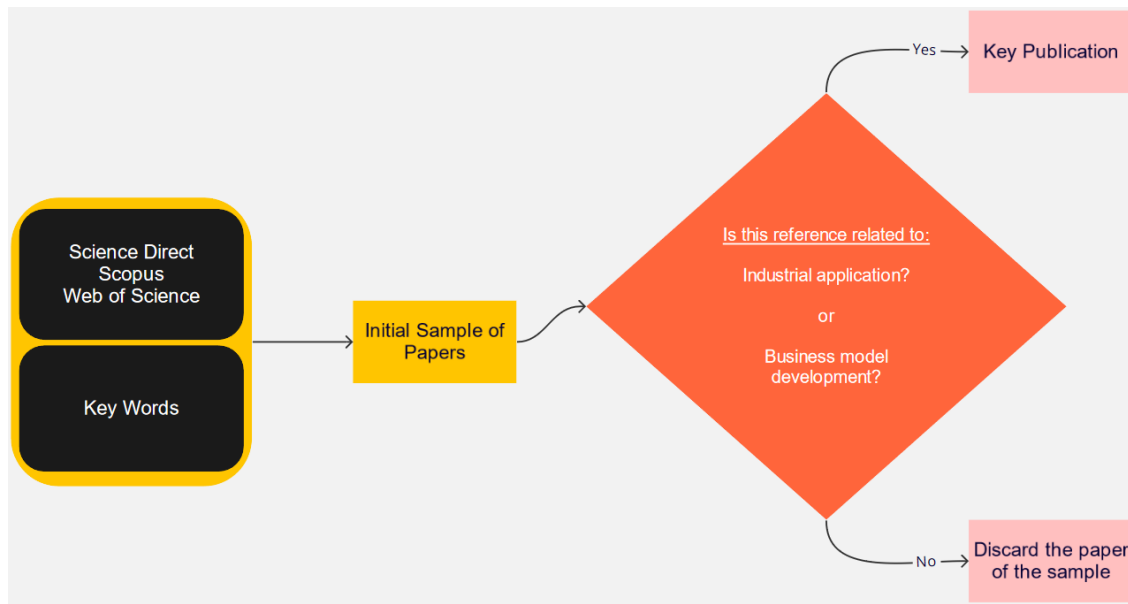 Science Direct
Scopus
Web of Science
Key Words
Initial Sample of
Papers
Is this reference related to:
Industrial application?
or
Business model
development?
Yes
Key Publication
No
Discard the paper
of the sample